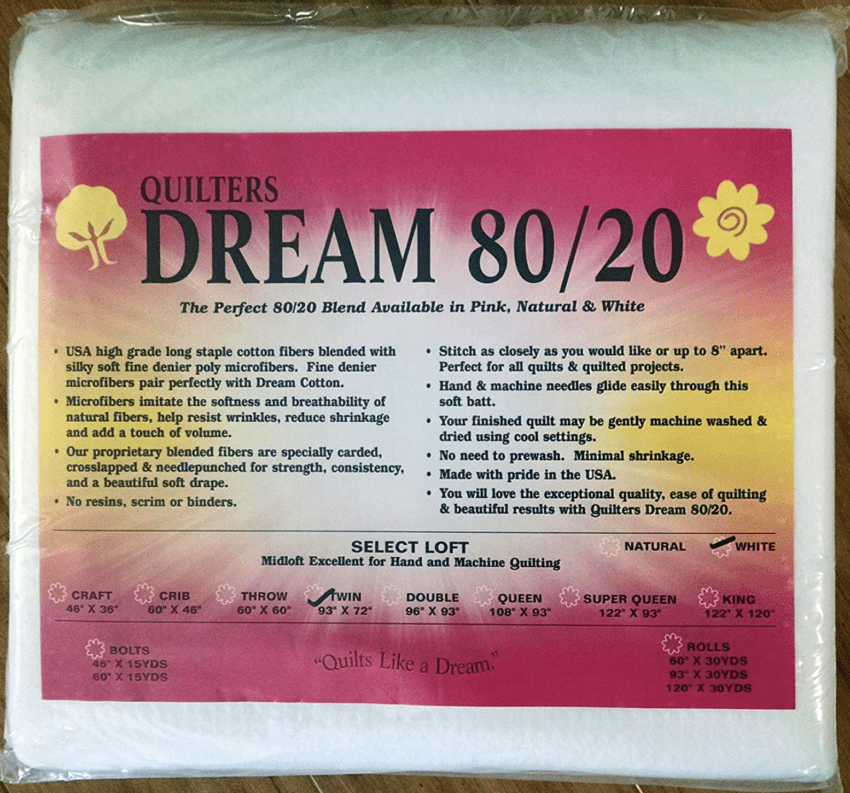 QUILTERS
DREAM 80/20
The Perfect 80/20 Blend Available in Pink, Natural & White
• USA high grade long staple cotton fibers blended with
silky soft fine denier poly microfibers. Fine denier
microfibers pair perfectly with Dream Cotton.
• Microfibers imitate the softness and breathability of
natural fibers, help resist wrinkles, reduce shrinkage
and add a touch of volume.
• Our proprietary blended fibers are specially carded,
crosslapped & needlepunched for strength, consistency,
and a beautiful soft drape.
• No resins, scrim or binders.
• Stitch as closely as you would like or up to 8" apart.
Perfect for all quilts & quilted projects.
• Hand & machine needles glide easily through this
soft batt.
• Your finished quilt may be gently machine washed &
dried using cool settings.
• No need to prewash. Minimal shrinkage.
• Made with pride in the USA.
• You will love the exceptional quality, ease of quilting
& beautiful results with Quilters Dream 80/20.
SELECT LOFT
Midloft Excellent for Hand and Machine Quilting
NATURAL WHITE
CRAFT CRIB THROW TWIN DOUBLE QUEEN SUPER QUEEN KING
46" X 36" 60" X 46" 60" X 60" 93" X 72" 96" X 93" 108" X 93" 122" X 93" 122" X 120"
BOLTS
46" X 15YDS
60" X 15YDS
"Quilts Like a Dream."
ROLLS
60" X 30YDS
93" X 30YDS
120" X 30YDS